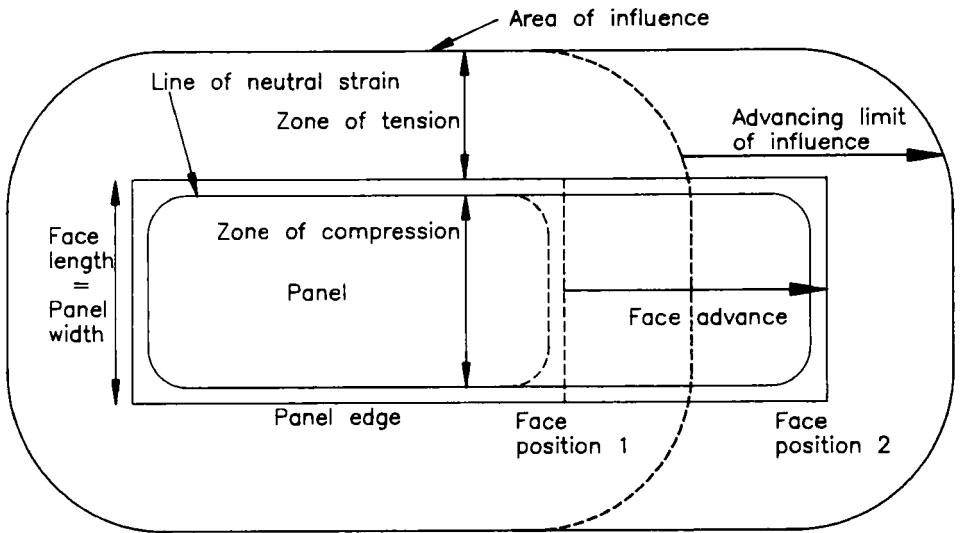 Area of influence
Line of neutral strain
Zone of tension
Advancing limit
of influence
Face
length
=
Panel
width
Zone of compression
Panel
Face advance
Panel edge
Face
position 1
Face
position 2